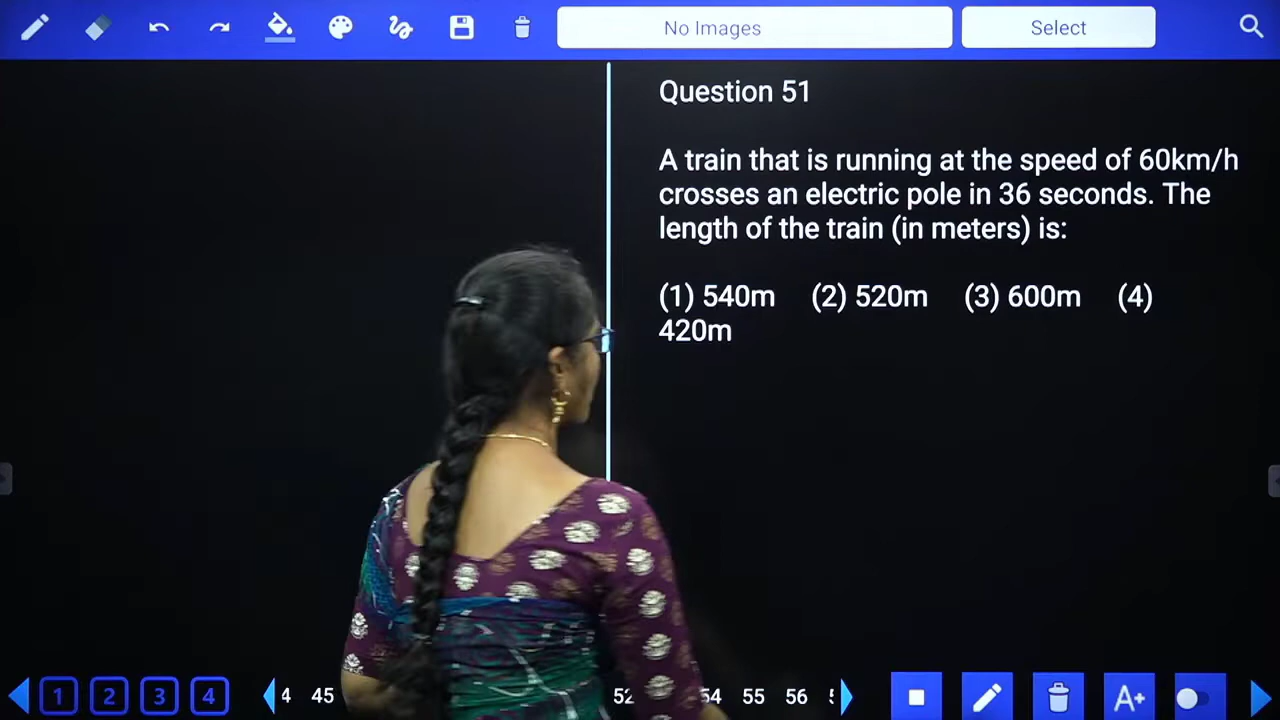 No Images
Select
Question 51
A train that is running at the speed of 60km/h
crosses an electric pole in 36 seconds. The
length of the train (in meters) is:
(1) 540m (2) 520m (3) 600m (4)
420m
1 2 3 4 4 45 52 54 55 56
A+